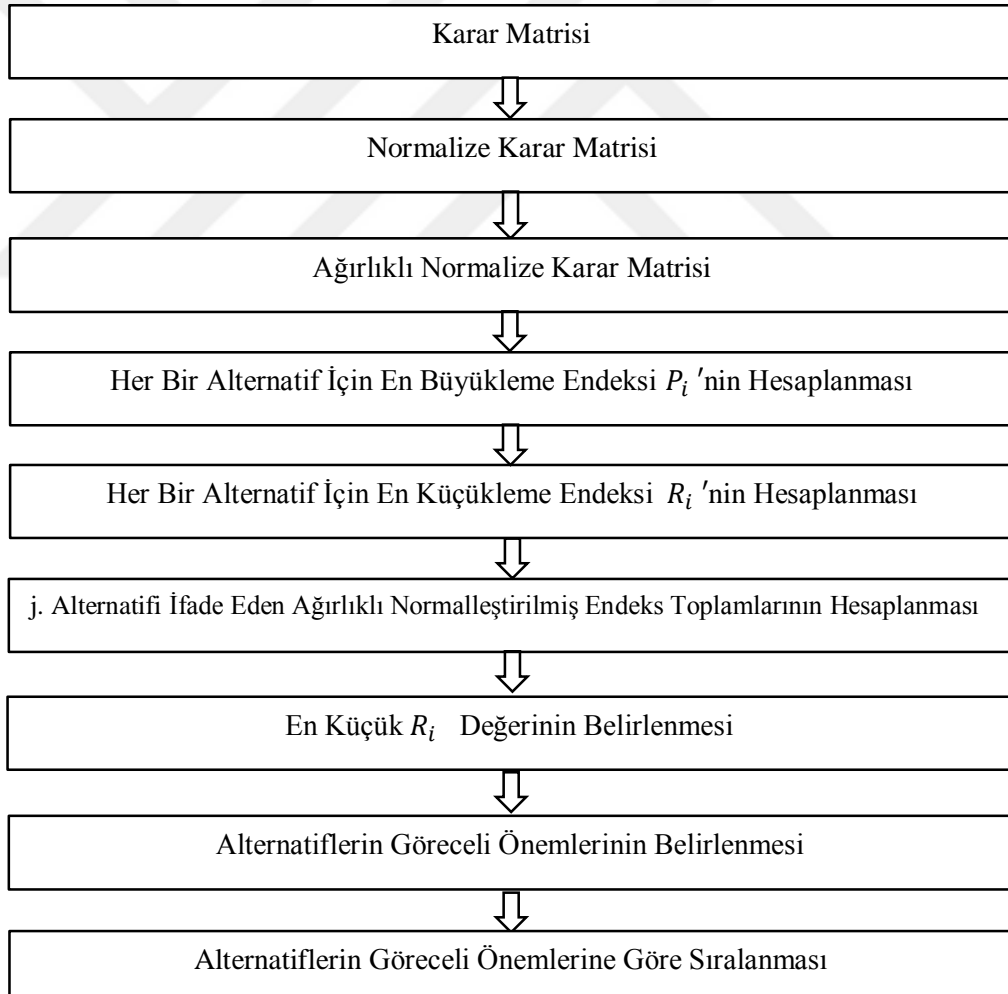 Karar Matrisi
Normalize Karar Matrisi
Ağırlıklı Normalize Karar Matrisi
Her Bir Alternatif İçin En Büyükleme Endeksi P_i 'nin Hesaplanması
Her Bir Alternatif İçin En Küçükleme Endeksi R_i 'nin Hesaplanması
j. Alternatifi İfade Eden Ağırlıklı Normalleştirilmiş Endeks Toplamlarının Hesaplanması
En Küçük R_i Değerinin Belirlenmesi
Alternatiflerin Göreceli Önemlerinin Belirlenmesi
Alternatiflerin Göreceli Önemlerine Göre Sıralanması